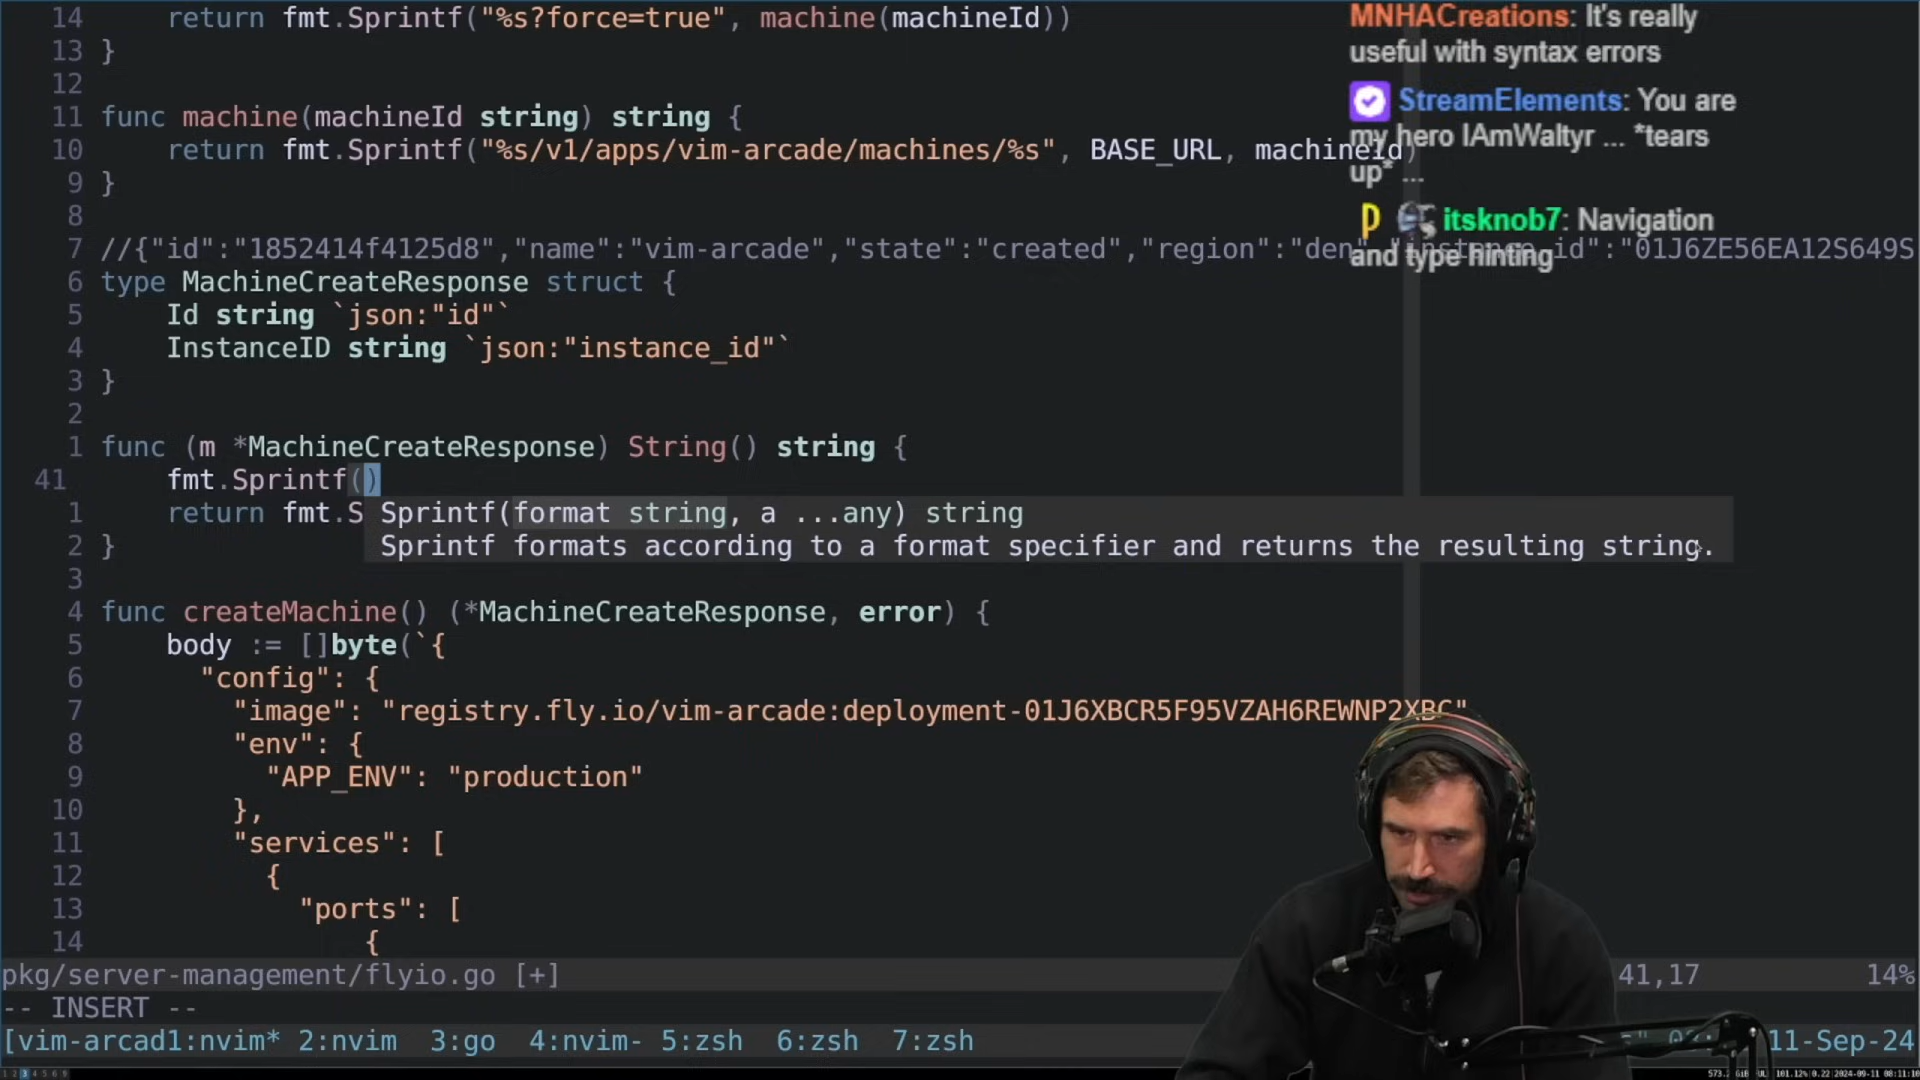 14 return fmt.Sprintf("%s?force=true", machine(machineId))
13 }
12
11 func machine(machineId string) string {
10 return fmt.Sprintf("%s/v1/apps/vim-arcade/machines/%s", BASE_URL, machineId)
9 }
8
7 //{"id":"1852414f4125d8","name":"vim-arcade","state":"created","region":"den","instance_id":"01J6ZE56EA12S649S
6 type MachineCreateResponse struct {
5 Id string `json:"id"`
4 InstanceID string `json:"instance_id"`
3 }
2
1 func (m *MachineCreateResponse) String() string {
41 fmt.Sprintf()
1 return fmt.S
Sprintf(format string, a ...any) string
2 }
Sprintf formats according to a format specifier and returns the resulting string.
3
4 func createMachine() (*MachineCreateResponse, error) {
5 body := []byte(`{
6 "config": {
7 "image": "registry.fly.io/vim-arcade:deployment-01J6XBCR5F95VZAH6REWNP2XBC"
8 "env": {
9 "APP_ENV": "production"
10 },
11 "services": [
12 {
13 "ports": [
14 {
pkg/server-management/flyio.go [+] 41,17 14%
-- INSERT --
[vim-arcad1:nvim* 2:nvim 3:go 4:nvim- 5:zsh 6:zsh 7:zsh 11-Sep-24
MNHACreations: It's really
useful with syntax errors
StreamElements: You are
my hero IAmWaltyr ... *tears
up* ...
itsknob7: Navigation
and type hinting